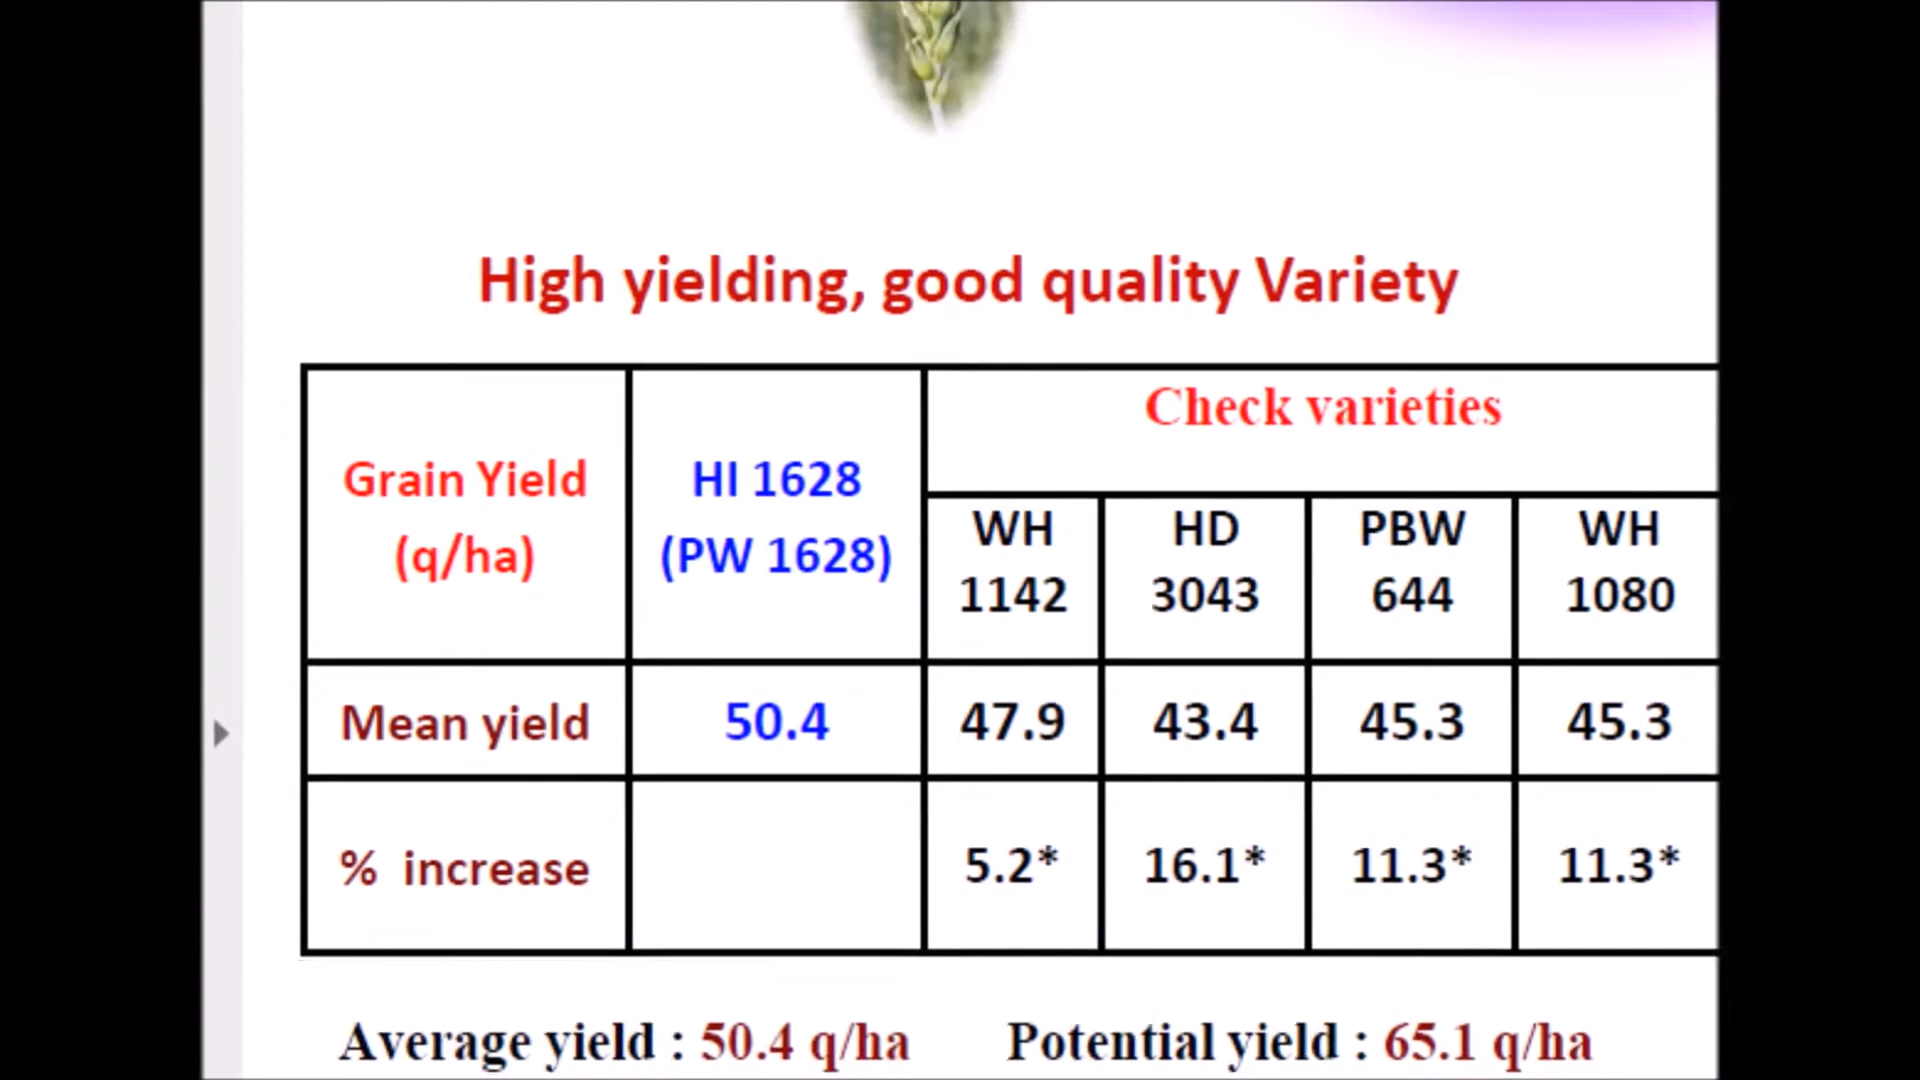 High yielding, good quality Variety
Check varieties
Grain Yield
(q/ha)
HI 1628
(PW 1628)
WH
1142
HD
3043
PBW
644
WH
1080
Mean yield
50.4
47.9
43.4
45.3
45.3
% increase
5.2*
16.1*
11.3*
11.3*
Average yield : 50.4 q/ha
Potential yield : 65.1 q/ha